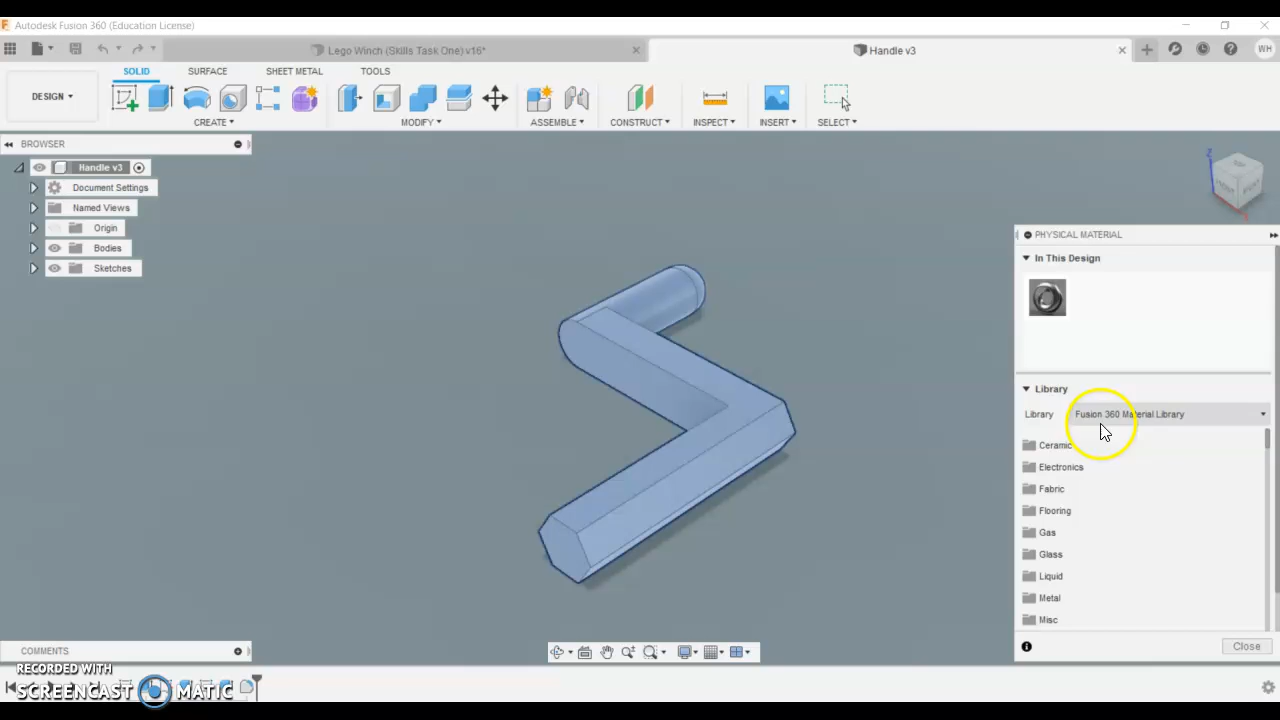 Autodesk Fusion 360 (Education License)
Lego Winch (Skills Task One) v16*
Handle v3
WH
DESIGN
SOLID
SURFACE
SHEET METAL
TOOLS
CREATE
MODIFY
ASSEMBLE
CONSTRUCT
INSPECT
INSERT
SELECT
BROWSER
Handle v3
Document Settings
Named Views
Origin
Bodies
Sketches
Z
PHYSICAL MATERIAL
In This Design
Library
Library Fusion 360 Material Library
Ceramic
Electronics
Fabric
Flooring
Gas
Glass
Liquid
Metal
Misc
Close
COMMENTS
RECORDED WITH
SCREENCAST MATIC